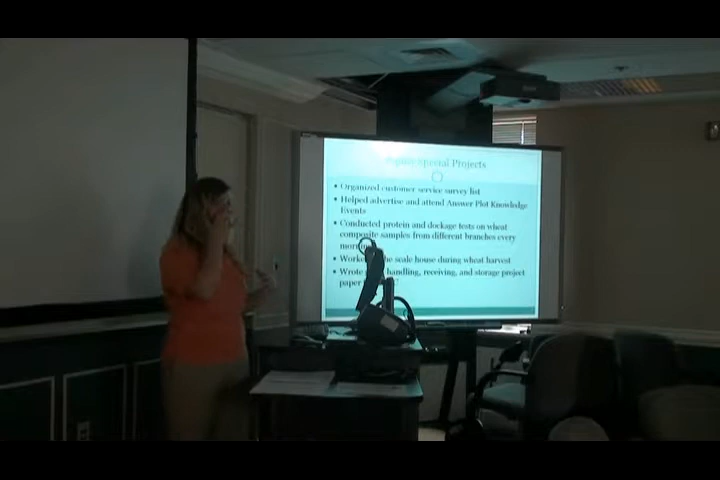 Special Projects
• Organized customer service survey list
• Helped advertise and attend Answer Plot Knowledge
Events
• Conducted protein and dockage tests on wheat
composite samples from different branches every
• the scale house during wheat harvest
• Wrote handling, receiving, and storage project
paper